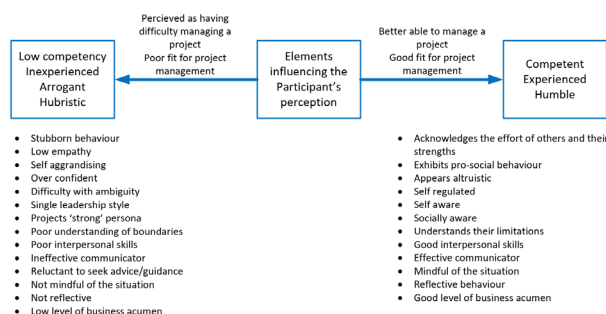 Percieved as having
difficulty managing a
project
Poor fit for project
management
Better able to manage a
project
Good fit for project
management
Low competency
Inexperienced
Arrogant
Hubristic
Elements
influencing the
Participant's
perception
Competent
Experienced
Humble
• Stubborn behaviour
• Low empathy
• Self aggrandising
• Over confident
• Difficulty with ambiguity
• Single leadership style
• Projects 'strong' persona
• Poor understanding of boundaries
• Poor interpersonal skills
• Ineffective communicator
• Reluctant to seek advice/guidance
• Not mindful of the situation
• Not reflective
• Low level of business acumen
• Acknowledges the effort of others and their
strengths
• Exhibits pro-social behaviour
• Appears altruistic
• Self regulated
• Self aware
• Socially aware
• Understands their limitations
• Good interpersonal skills
• Effective communicator
• Mindful of the situation
• Reflective behaviour
• Good level of business acumen